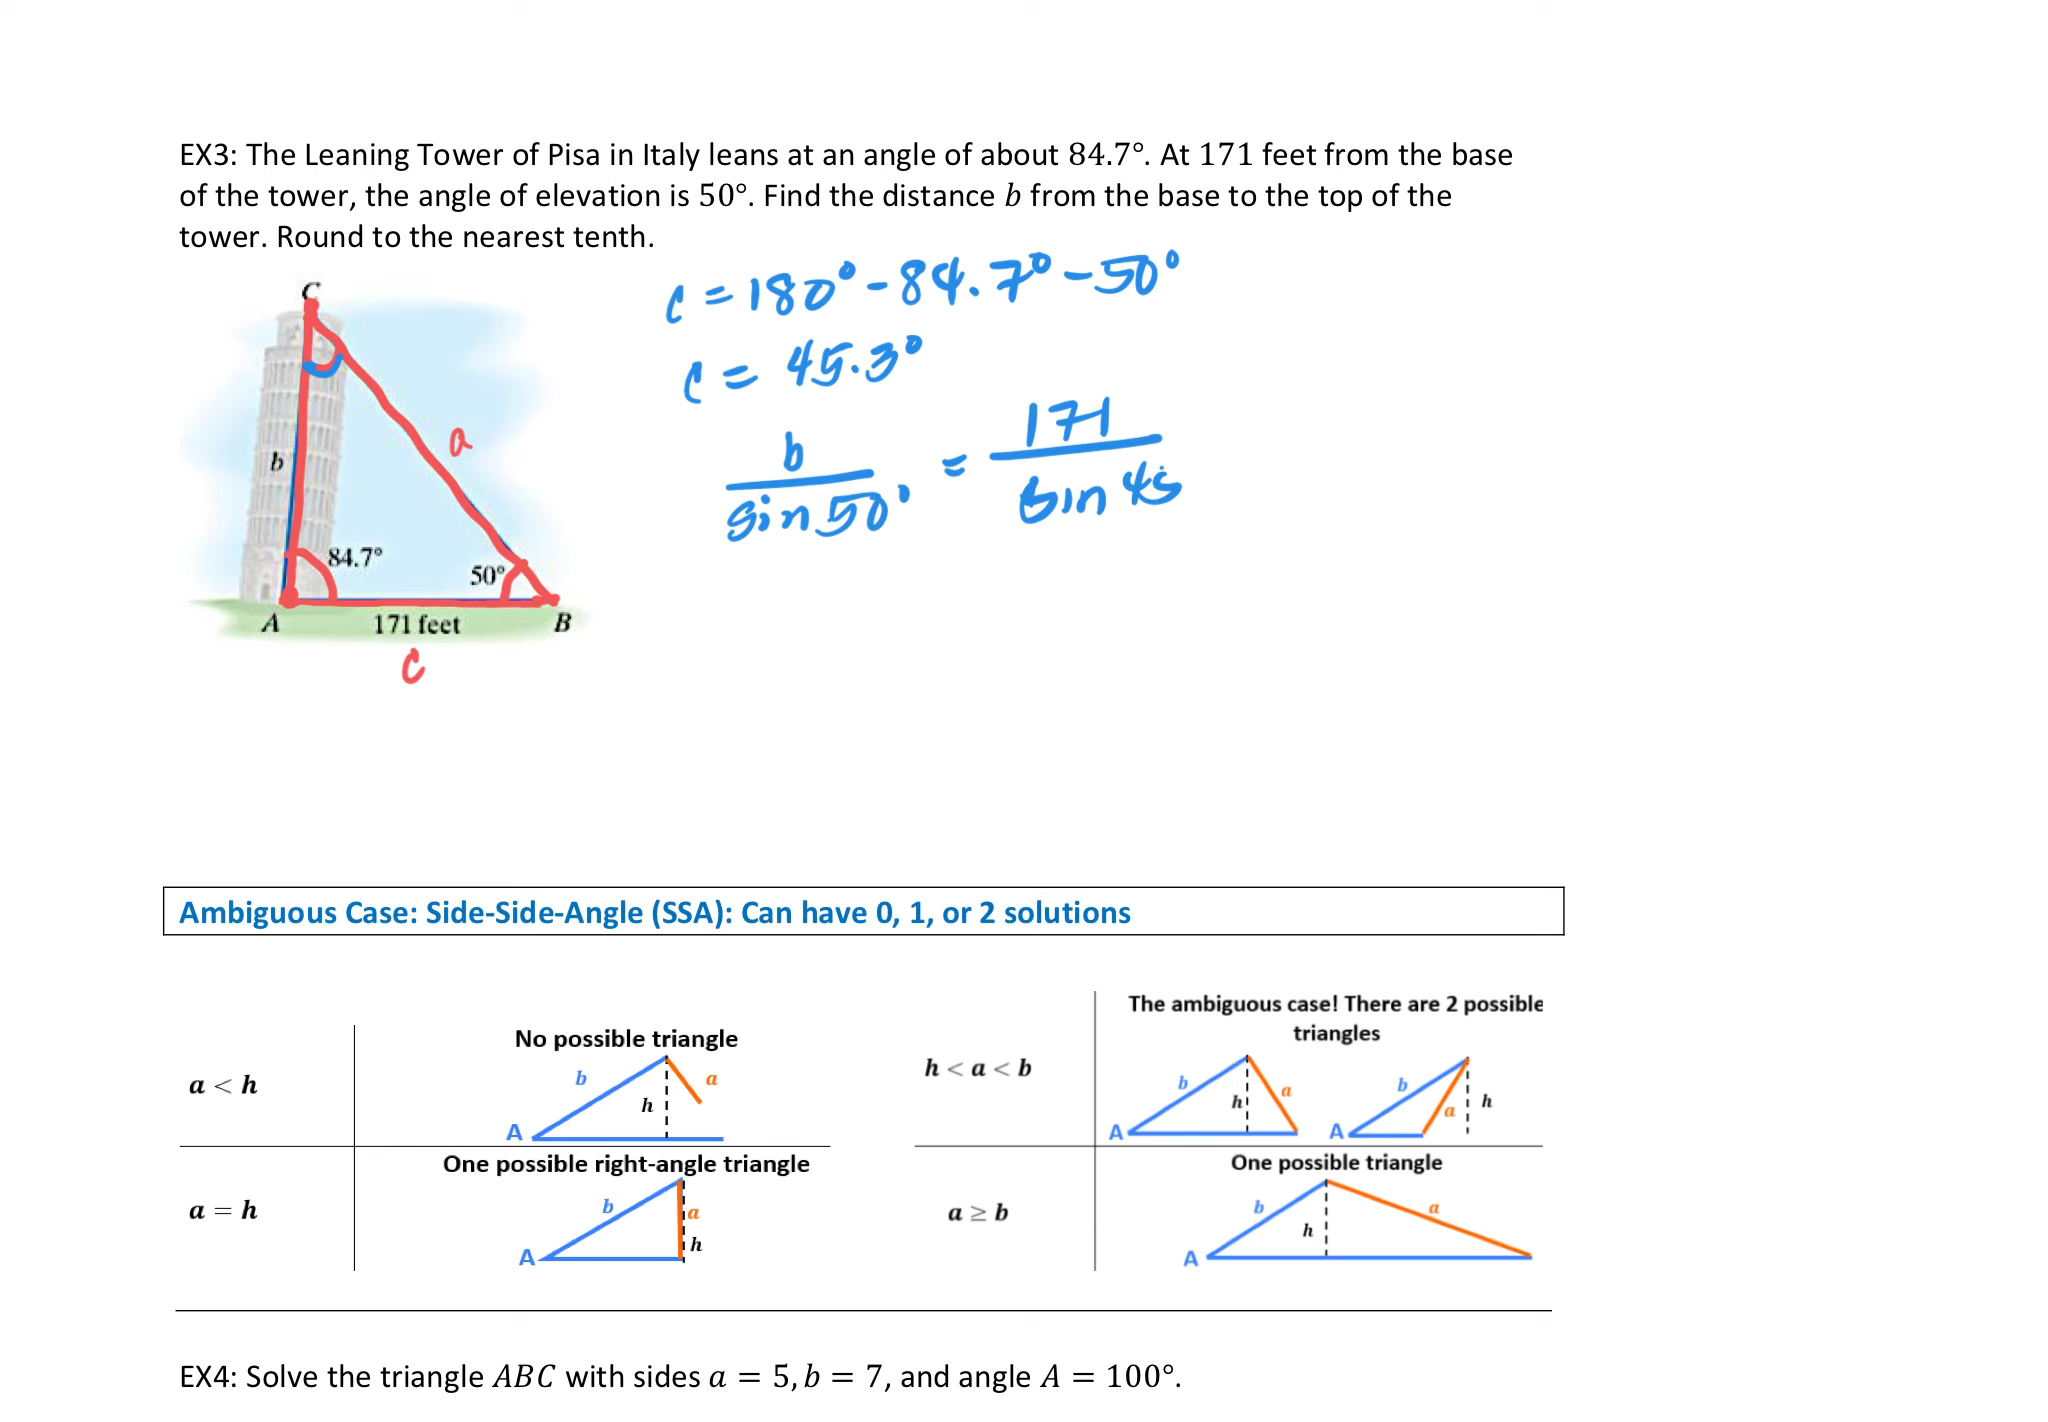 EX3: The Leaning Tower of Pisa in Italy leans at an angle of about 84.7°. At 171 feet from the base
of the tower, the angle of elevation is 50°. Find the distance b from the base to the top of the
tower. Round to the nearest tenth.
C = 180° - 84.7° - 50°
C = 45.3°
b = 171
sin 50° sin 45
C
a
b
84.7°
50°
A 171 feet B
C
Ambiguous Case: Side-Side-Angle (SSA): Can have 0, 1, or 2 solutions
a < h
No possible triangle
b
a
h
A
a = h
One possible right-angle triangle
b
a
h
A
h < a < b
The ambiguous case! There are 2 possible
triangles
b
h
a
A
b
a
h
A
a ≥ b
One possible triangle
b
h
a
A
EX4: Solve the triangle ABC with sides a = 5, b = 7, and angle A = 100°.